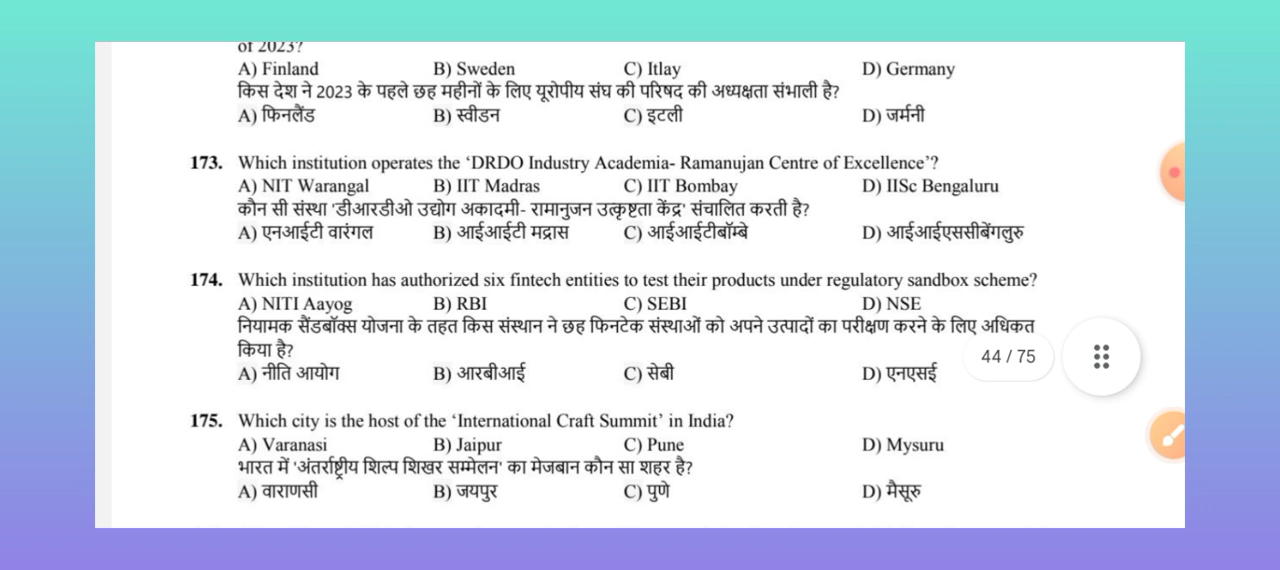 of 2023?
A) Finland B) Sweden C) Itlay D) Germany
किस देश ने 2023 के पहले छह महीनों के लिए यूरोपीय संघ की परिषद की अध्यक्षता संभाली है?
A) फिनलैंड B) स्वीडन C) इटली D) जर्मनी
173. Which institution operates the ‘DRDO Industry Academia- Ramanujan Centre of Excellence’?
A) NIT Warangal B) IIT Madras C) IIT Bombay D) IISc Bengaluru
कौन सी संस्था 'डीआरडीओ उद्योग अकादमी- रामानुजन उत्कृष्टता केंद्र' संचालित करती है?
A) एनआईटी वारंगल B) आईआईटी मद्रास C) आईआईटीबॉम्बे D) आईआईएससीबेंगलुरु
174. Which institution has authorized six fintech entities to test their products under regulatory sandbox scheme?
A) NITI Aayog B) RBI C) SEBI D) NSE
नियामक सैंडबॉक्स योजना के तहत किस संस्थान ने छह फिनटेक संस्थाओं को अपने उत्पादों का परीक्षण करने के लिए अधिकत
किया है?
A) नीति आयोग B) आरबीआई C) सेबी D) एनएसई
44 / 75
175. Which city is the host of the ‘International Craft Summit’ in India?
A) Varanasi B) Jaipur C) Pune D) Mysuru
भारत में 'अंतर्राष्ट्रीय शिल्प शिखर सम्मेलन' का मेजबान कौन सा शहर है?
A) वाराणसी B) जयपुर C) पुणे D) मैसूरु